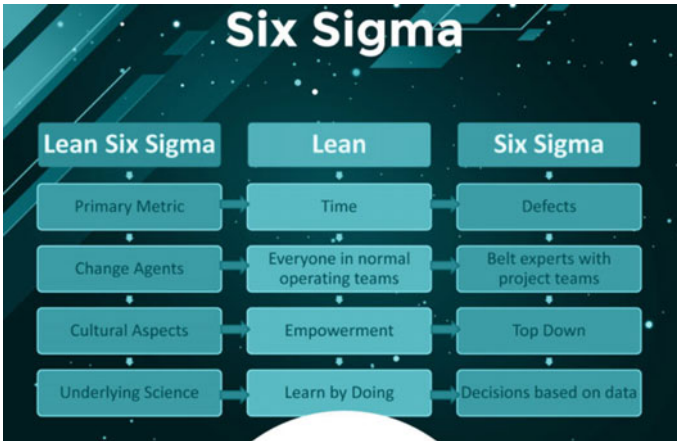 Six Sigma
Lean Six Sigma
Lean
Six Sigma
Primary Metric
Time
Defects
Change Agents
Everyone in normal
operating teams
Belt experts with
project teams
Cultural Aspects
Empowerment
Top Down
Underlying Science
Learn by Doing
Decisions based on data